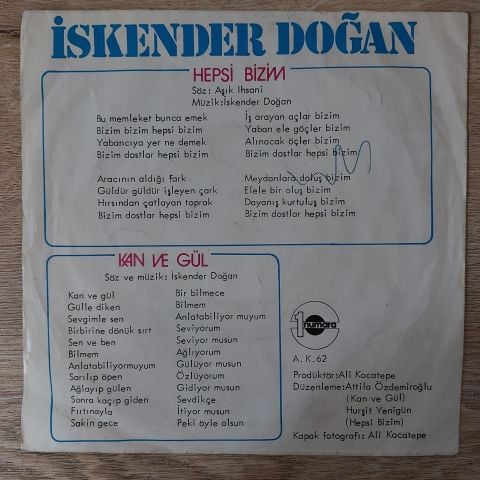 İSKENDER DOĞAN
HEPSİ BİZİM
Söz: Aşık Ihsani
Müzik: İskender Doğan
Bu memleket bunca emek
Bizim bizim hepsi bizim
Yabancıya yer ne demek
Bizim dostlar hepsi bizim
Aracının aldığı fark
Güldür güldür işleyen çark
Hırsından çatlayan toprak
Bizim dostlar hepsi bizim
İş arayan açlar bizim
Yaban ele göçler bizim
Alınacak öçler bizim
Bizim dostlar hepsi bizim
Meydanlara doluş bizim
Elele bir oluş bizim
Dayanış kurtuluş bizim
Bizim dostlar hepsi bizim
KAN VE GÜL
Söz ve müzik: İskender Doğan
Kan ve gül
Gülle diken
Sevgimle sen
Birbirine dönük sırt
Sen ve ben
Bilmem
Anlatabiliyormuyum
Sarılıp öpen
Ağlayıp gülen
Sonra kaçıp giden
Fırtınayla
Sakin gece
Bir bilmece
Bilmem
Anlatabiliyor muyum
Seviyorum
Seviyor musun
Ağlıyorum
Gülüyor musun
Özlüyorum
Gidiyor musun
Sevdikçe
İtiyor musun
Peki öyle olsun
1 numara
A.K.62
Prodüktör: Ali Kocatepe
Düzenleme: Attila Özdemiroğlu
(Kan ve Gül)
Hurşit Yenigün
(Hepsi Bizim)
Kapak fotoğrafı: Ali Kocatepe